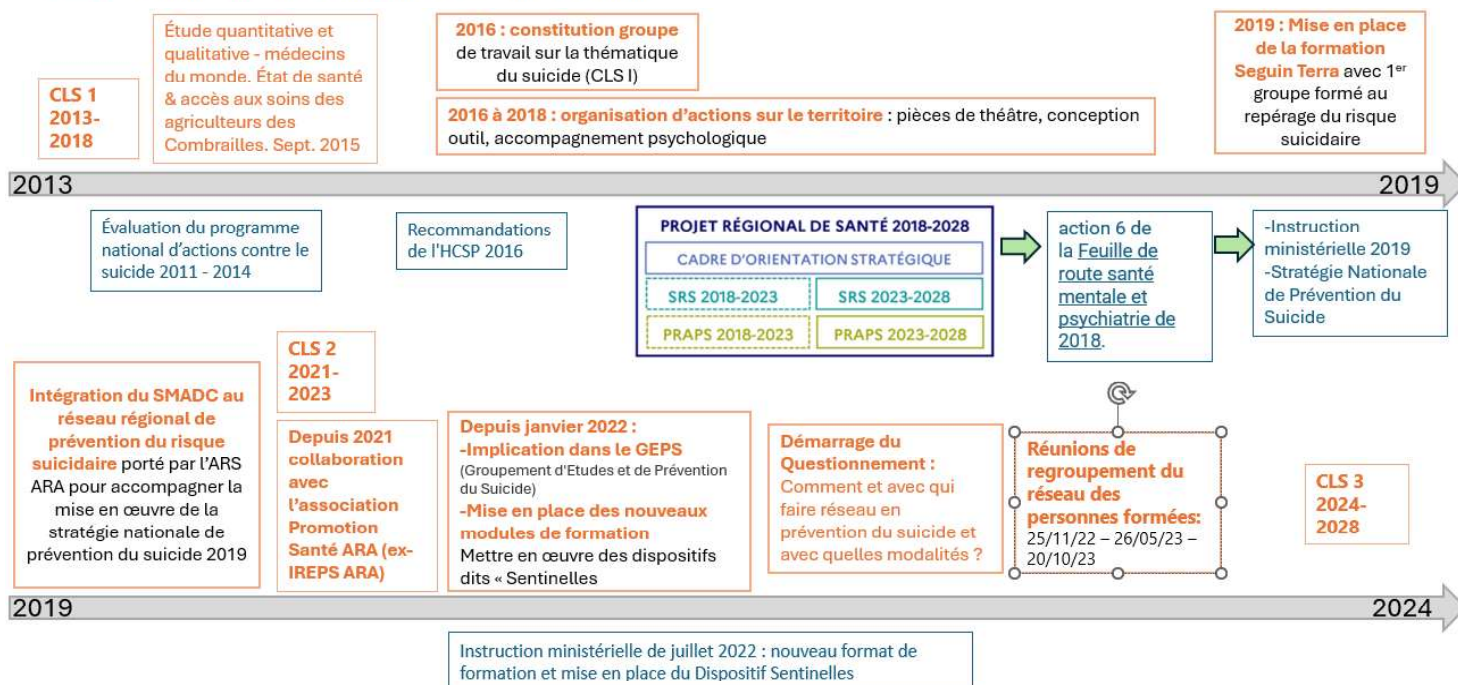 Étude quantitative et
qualitative - médecins
du monde. État de santé
& accès aux soins des
agriculteurs des
Combrailles. Sept. 2015
CLS 1
2013-
2018
2016 : constitution groupe
de travail sur la thématique
du suicide (CLS I)
2016 à 2018 : organisation d'actions sur le territoire : pièces de théâtre, conception
outil, accompagnement psychologique
2019 : Mise en place
de la formation
Seguin Terra avec 1er
groupe formé au
repérage du risque
suicidaire
2013
2019
Évaluation du programme
national d'actions contre le
suicide 2011 - 2014
Recommandations
de l'HCSP 2016
PROJET RÉGIONAL DE SANTÉ 2018-2028
CADRE D'ORIENTATION STRATÉGIQUE
SRS 2018-2023
SRS 2023-2028
PRAPS 2018-2023
PRAPS 2023-2028
action 6 de
la Feuille de
route santé
mentale et
psychiatrie de
2018.
-Instruction
ministérielle 2019
-Stratégie Nationale
de Prévention du
Suicide
Intégration du SMADC au
réseau régional de
prévention du risque
suicidaire porté par l'ARS
ARA pour accompagner la
mise en œuvre de la
stratégie nationale de
prévention du suicide 2019
CLS 2
2021-
2023
Depuis 2021
collaboration
avec
l'association
Promotion
Santé ARA (ex-
IREPS ARA)
Depuis janvier 2022 :
-Implication dans le GEPS
(Groupement d'Etudes et de Prévention
du Suicide)
-Mise en place des nouveaux
modules de formation
Mettre en œuvre des dispositifs
dits « Sentinelles
Démarrage du
Questionnement :
Comment et avec qui
faire réseau en
prévention du suicide et
avec quelles modalités ?
Réunions de
regroupement du
réseau des
personnes formées:
25/11/22 – 26/05/23 –
20/10/23
CLS 3
2024-
2028
2019
2024
Instruction ministérielle de juillet 2022 : nouveau format de
formation et mise en place du Dispositif Sentinelles